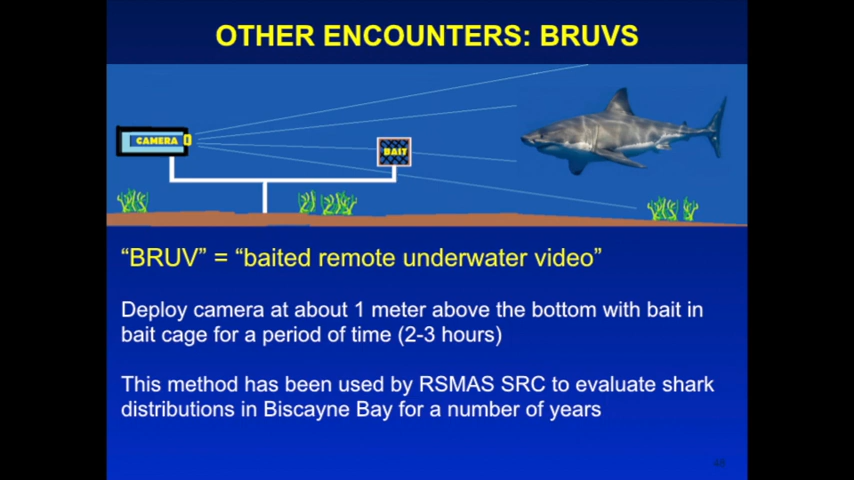 OTHER ENCOUNTERS: BRUVS
CAMERA
BAIT
“BRUV” = “baited remote underwater video”
Deploy camera at about 1 meter above the bottom with bait in
bait cage for a period of time (2-3 hours)
This method has been used by RSMAS SRC to evaluate shark
distributions in Biscayne Bay for a number of years